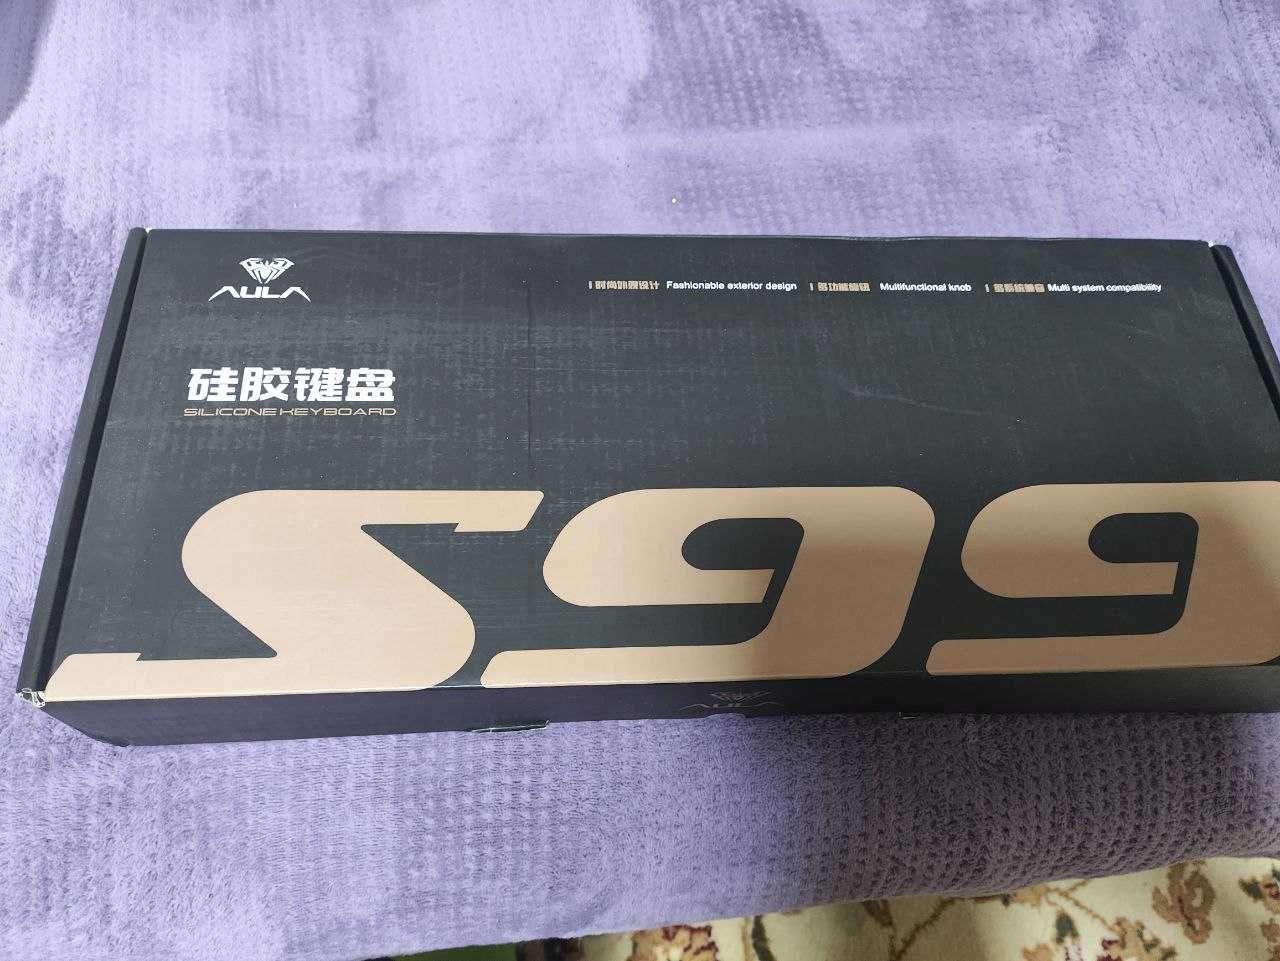 AULA
时尚外观设计 Fashionable exterior design | 多功能旋钮 Multifunctional knob | 多系统兼容 Multi system compatibility
硅胶键盘
SILICONE KEYBOARD
S99
AULA